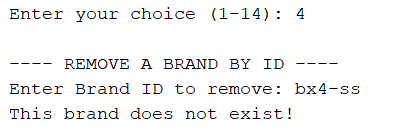 Enter your choice (1-14): 4
---- REMOVE A BRAND BY ID ----
Enter Brand ID to remove: bx4-ss
This brand does not exist!